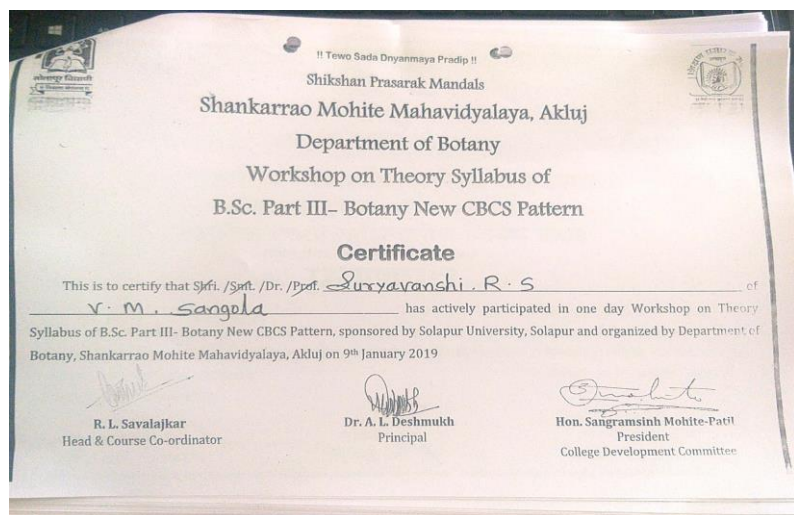 !! Tewo Sada Dnyanmaya Pradip !!
Shikshan Prasarak Mandals
Shankarrao Mohite Mahavidyalaya, Akluj
Department of Botany
Workshop on Theory Syllabus of
B.Sc. Part III– Botany New CBCS Pattern
Certificate
This is to certify that Shri. /Smt. /Dr. /Prof. Suryavanshi. R. S of
V. M. Sangola has actively participated in one day Workshop on Theory
Syllabus of B.Sc. Part III- Botany New CBCS Pattern, sponsored by Solapur University, Solapur and organized by Department of
Botany, Shankarrao Mohite Mahavidyalaya, Akluj on 9th January 2019
R. L. Savalajkar
Head & Course Co-ordinator
Dr. A. L. Deshmukh
Principal
Hon. Sangramsinh Mohite-Patil
President
College Development Committee